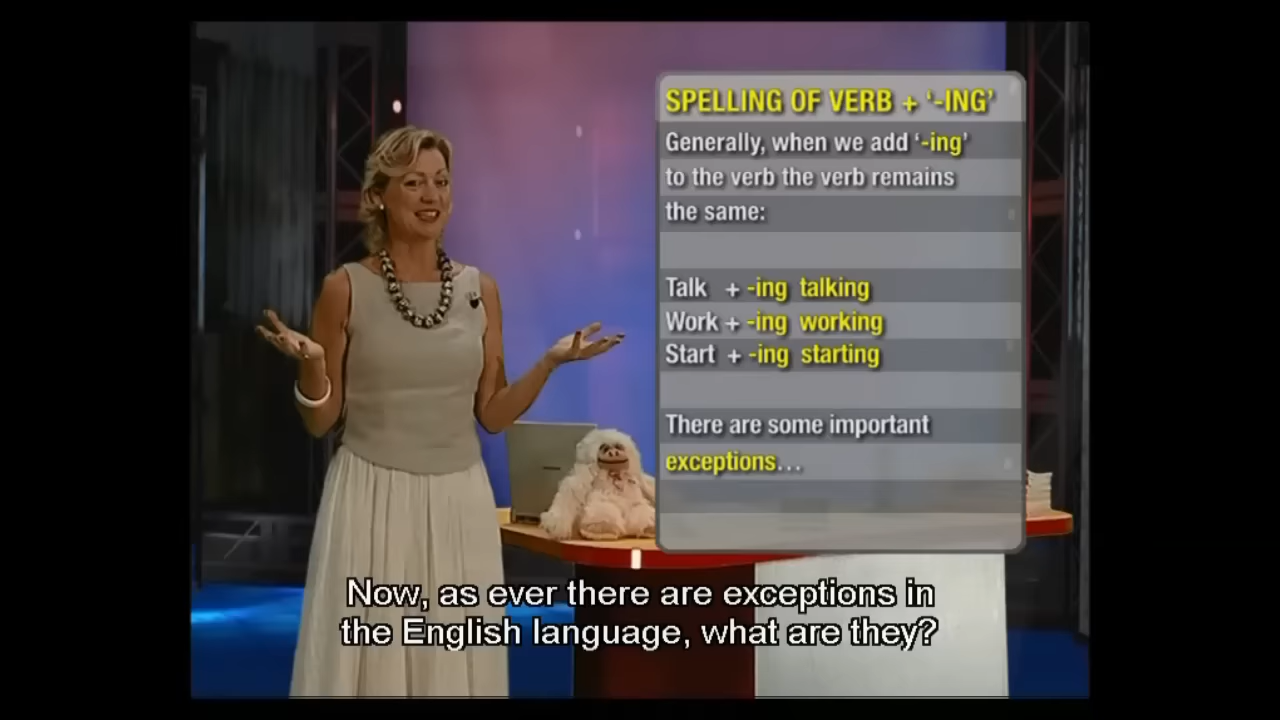 SPELLING OF VERB + ‘-ING’
Generally, when we add ‘-ing’
to the verb the verb remains
the same:
Talk + -ing talking
Work + -ing working
Start + -ing starting
There are some important
exceptions...
Now, as ever there are exceptions in
the English language, what are they?